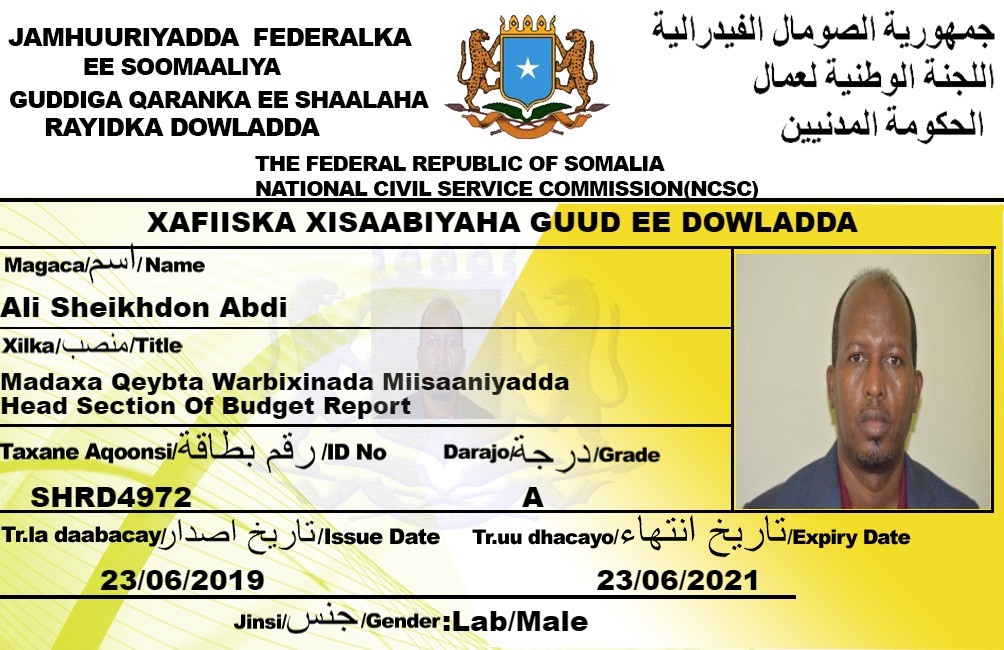 JAMHUURIYADDA FEDERALKA
EE SOOMAALIYA
GUDDIGA QARANKA EE SHAALAHA
RAYIDKA DOWLADDA
جمهورية الصومال الفيدرالية
اللجنة الوطنية لعمال
الحكومة المدنيين
THE FEDERAL REPUBLIC OF SOMALIA
NATIONAL CIVIL SERVICE COMMISSION(NCSC)
XAFIISKA XISAABIYAHA GUUD EE DOWLADDA
Magaca/اسم/Name
Ali Sheikhdon Abdi
Xilka/منصب/Title
Madaxa Qeybta Warbixinada Miisaaniyadda
Head Section Of Budget Report
Taxane Aqoonsi/رقم بطاقة/ID No Darajo/درجة/Grade
SHRD4972 A
Tr.la daabacay/تاريخ اصدار/Issue Date Tr.uu dhacayo/تاريخ انتهاء/Expiry Date
23/06/2019 23/06/2021
Jinsi/جنس/Gender:Lab/Male